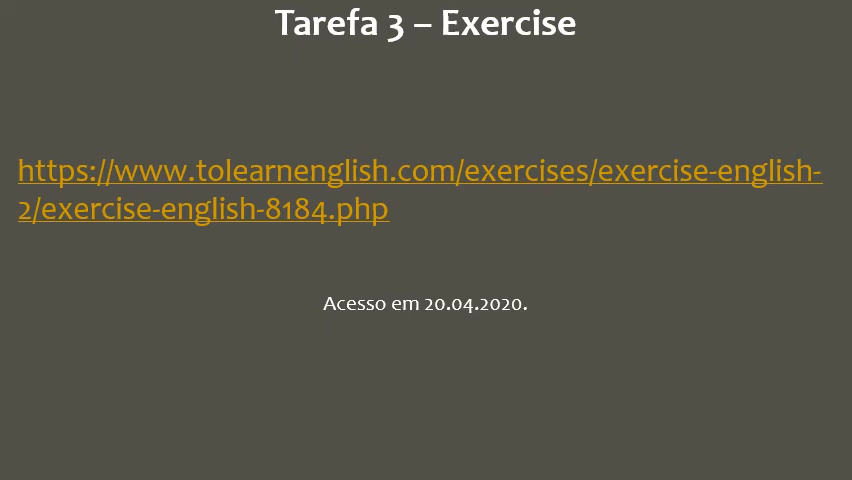 Tarefa 3 – Exercise
https://www.tolearnenglish.com/exercises/exercise-english-
2/exercise-english-8184.php
Acesso em 20.04.2020.